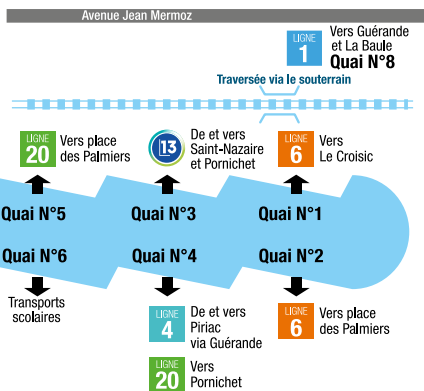 Avenue Jean Mermoz
LIGNE
1
Vers Guérande
et La Baule
Quai N°8
Traversée via le souterrain
LIGNE
20
Vers place
des Palmiers
L13
De et vers
Saint-Nazaire
et Pornichet
LIGNE
6
Vers
Le Croisic
Quai N°5
Quai N°3
Quai N°1
Quai N°6
Quai N°4
Quai N°2
Transports
scolaires
LIGNE
4
De et vers
Piriac
via Guérande
LIGNE
6
Vers place
des Palmiers
LIGNE
20
Vers
Pornichet